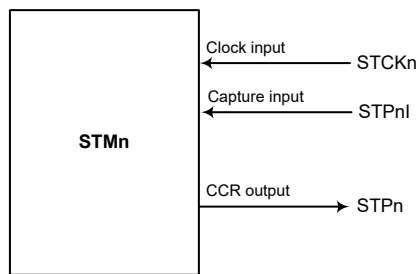 Clock input
STCKn
Capture input
STPnI
STMn
CCR output
STPn